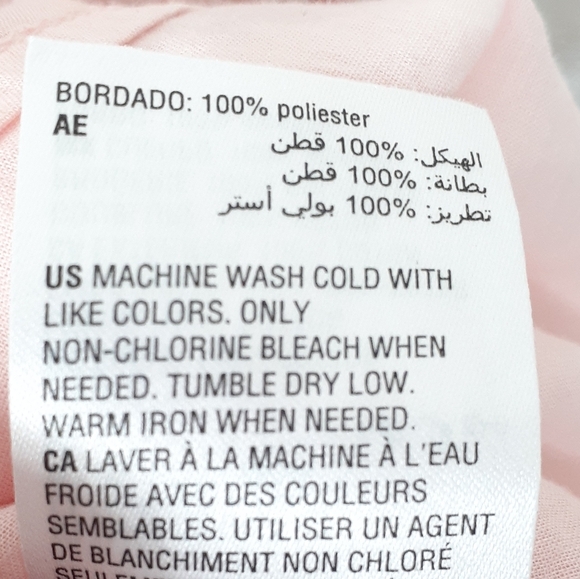 BORDADO: 100% poliester
AE
الهيكل: 100% قطن
بطانة: 100% قطن
تطريز: 100% بولي أستر
US MACHINE WASH COLD WITH
LIKE COLORS. ONLY
NON-CHLORINE BLEACH WHEN
NEEDED. TUMBLE DRY LOW.
WARM IRON WHEN NEEDED.
CA LAVER À LA MACHINE À L'EAU
FROIDE AVEC DES COULEURS
SEMBLABLES. UTILISER UN AGENT
DE BLANCHIMENT NON CHLORÉ